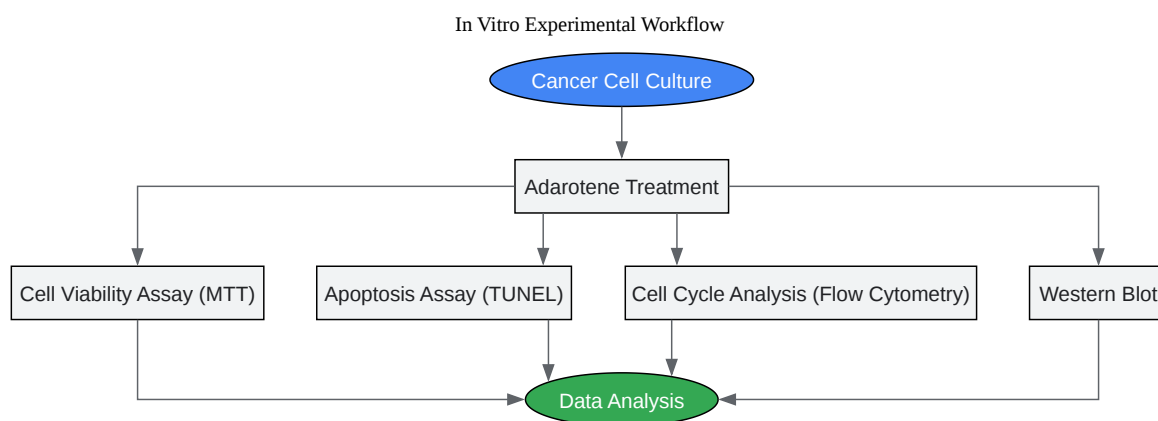 In Vitro Experimental Workflow
Cancer Cell Culture
Adarotene Treatment
Cell Viability Assay (MTT)
Apoptosis Assay (TUNEL)
Cell Cycle Analysis (Flow Cytometry)
Western Blot
Data Analysis